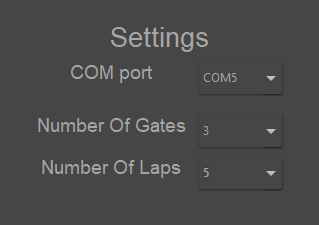 Settings
COM port COM5
Number Of Gates 3
Number Of Laps 5